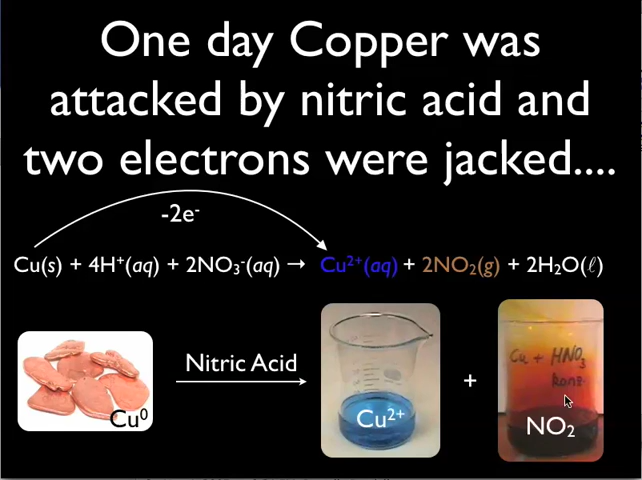 One day Copper was
attacked by nitric acid and
two electrons were jacked....
-2e⁻
Cu(s) + 4H⁺(aq) + 2NO₃⁻(aq) → Cu²⁺(aq) + 2NO₂(g) + 2H₂O(ℓ)
Nitric Acid
Cu⁰
Cu²⁺
+
Cu + HNO₃
konc
NO₂